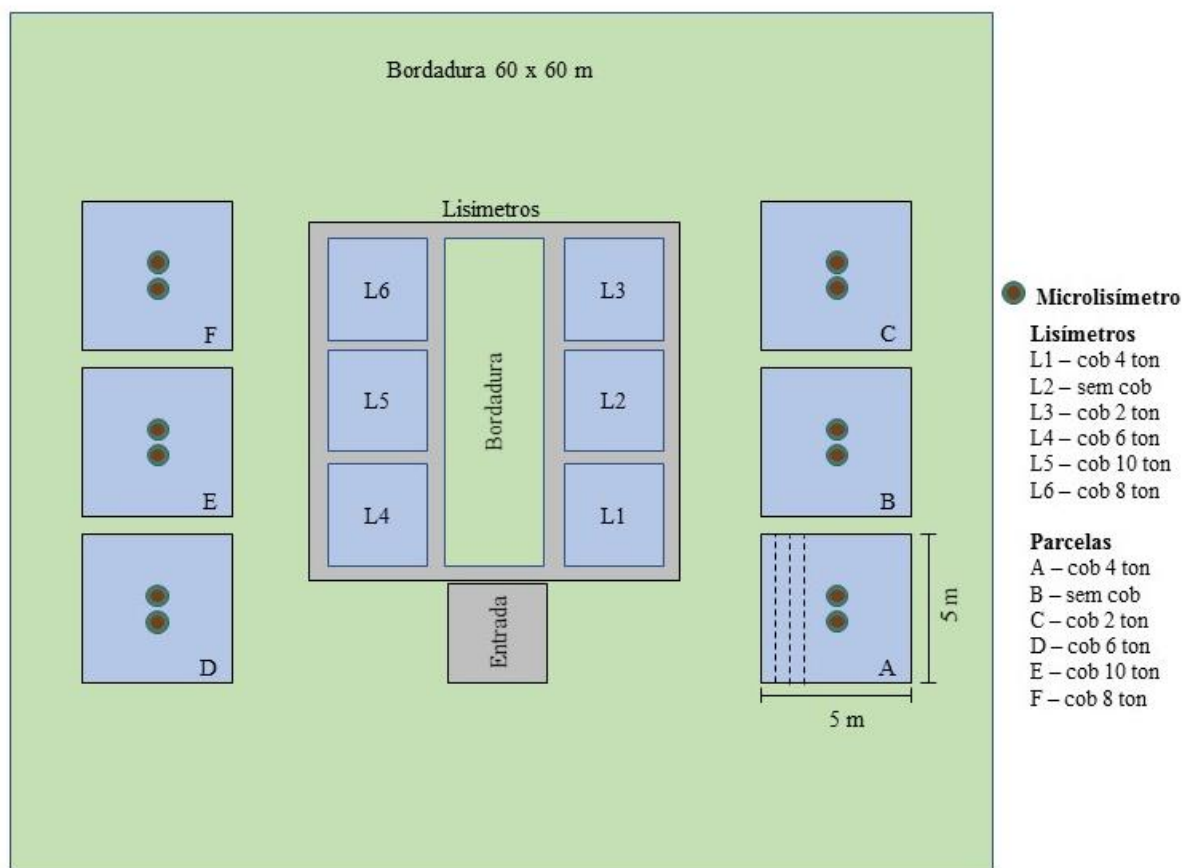 Bordadura 60 x 60 m
Lisimetros
F
L6
L3
C
L5
Bordadura
L2
E
B
L4
L1
D
Entrada
A
5 m
5 m
Microlisímetro
Lisímetros
L1 – cob 4 ton
L2 – sem cob
L3 – cob 2 ton
L4 – cob 6 ton
L5 – cob 10 ton
L6 – cob 8 ton
Parcelas
A – cob 4 ton
B – sem cob
C – cob 2 ton
D – cob 6 ton
E – cob 10 ton
F – cob 8 ton